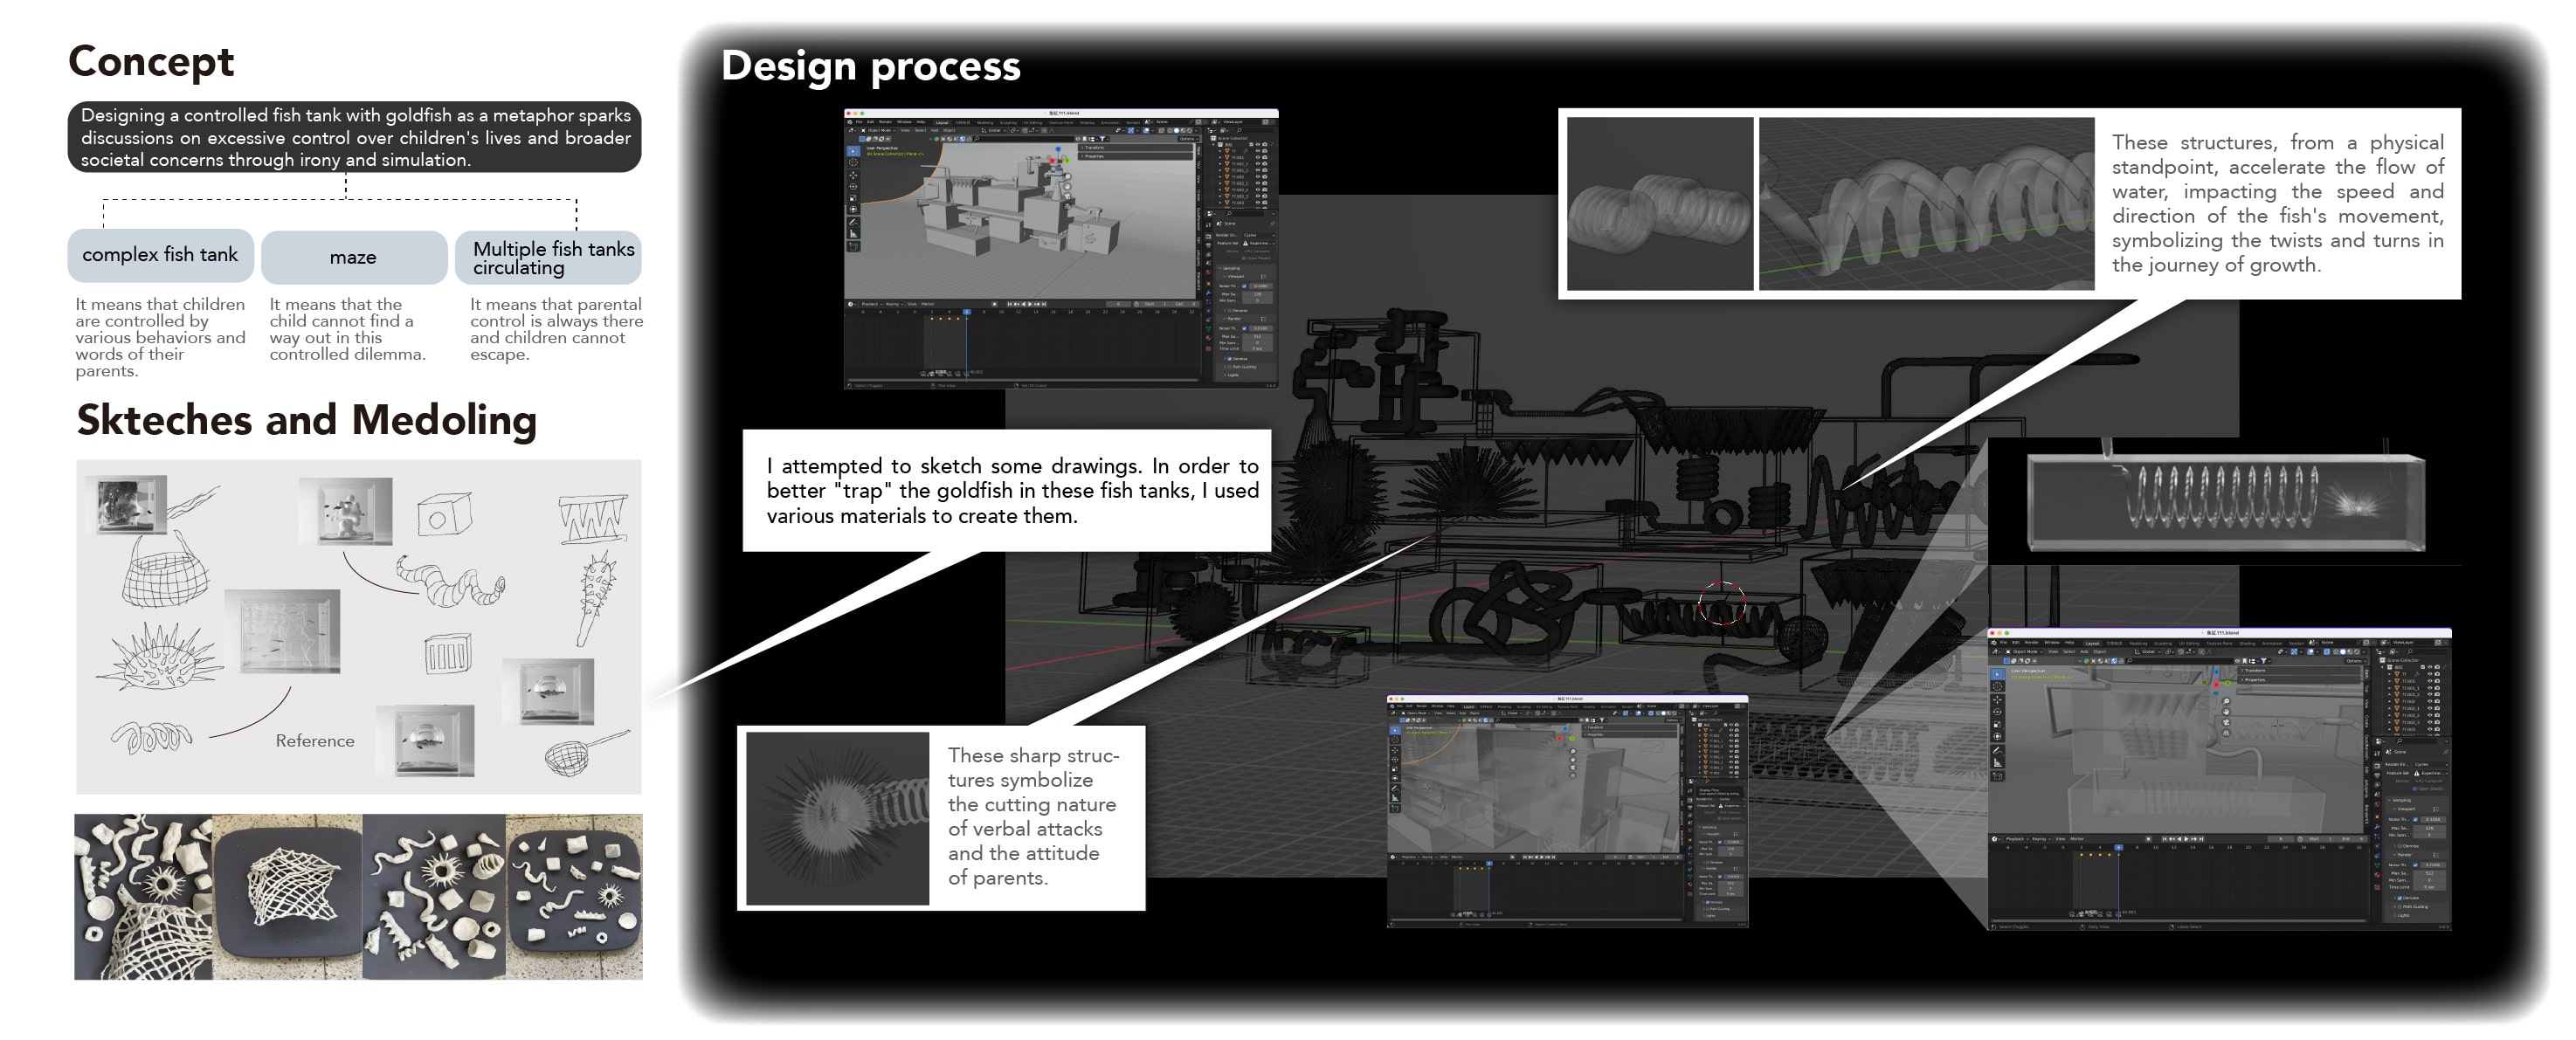 Concept
Designing a controlled fish tank with goldfish as a metaphor sparks
discussions on excessive control over children's lives and broader
societal concerns through irony and simulation.
complex fish tank
maze
Multiple fish tanks
circulating
It means that children
are controlled by
various behaviors and
words of their
parents.
It means that the
child cannot find a
way out in this
controlled dilemma.
It means that parental
control is always there
and children cannot
escape.
Skteches and Medoling
Reference
Design process
These structures, from a physical
standpoint, accelerate the flow of
water, impacting the speed and
direction of the fish's movement,
symbolizing the twists and turns in
the journey of growth.
I attempted to sketch some drawings. In order to
better "trap" the goldfish in these fish tanks, I used
various materials to create them.
These sharp struc-
tures symbolize
the cutting nature
of verbal attacks
and the attitude
of parents.